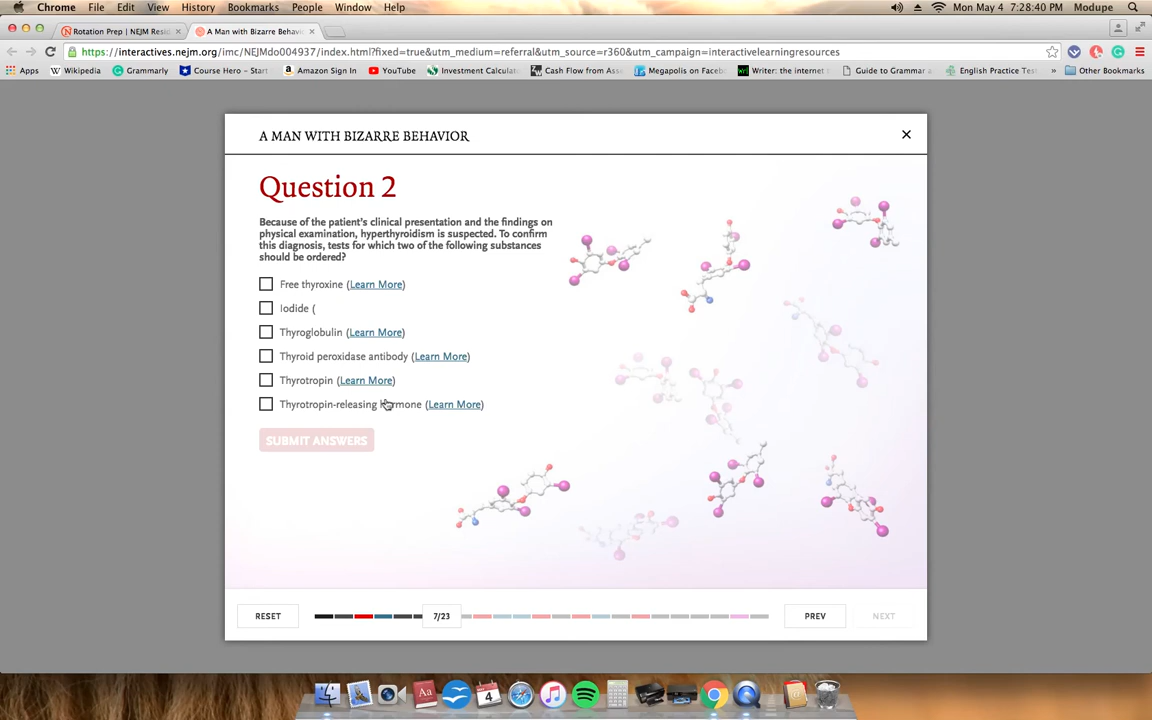 Chrome File Edit View History Bookmarks People Window Help Mon May 4 7:28:40 PM Modupe
Rotation Prep | NEJM Resi A Man with Bizarre Behavio
https://interactives.nejm.org/imc/NEJMdo004937/index.html?fixed=true&utm_medium=referral&utm_source=r360&utm_campaign=interactivelearningresources
Apps Wikipedia Grammarly Course Hero - Start Amazon Sign In YouTube Investment Calculat Cash Flow from Ass Megapolis on Faceb Writer: the internet Guide to Grammar a English Practice Tes » Other Bookmarks
A MAN WITH BIZARRE BEHAVIOR
Question 2
Because of the patient's clinical presentation and the findings on
physical examination, hyperthyroidism is suspected. To confirm
this diagnosis, tests for which two of the following substances
should be ordered?
Free thyroxine (Learn More)
Iodide (
Thyroglobulin (Learn More)
Thyroid peroxidase antibody (Learn More)
Thyrotropin (Learn More)
Thyrotropin-releasing hormone (Learn More)
SUBMIT ANSWERS
RESET 7/23 PREV NEXT
Aa 4